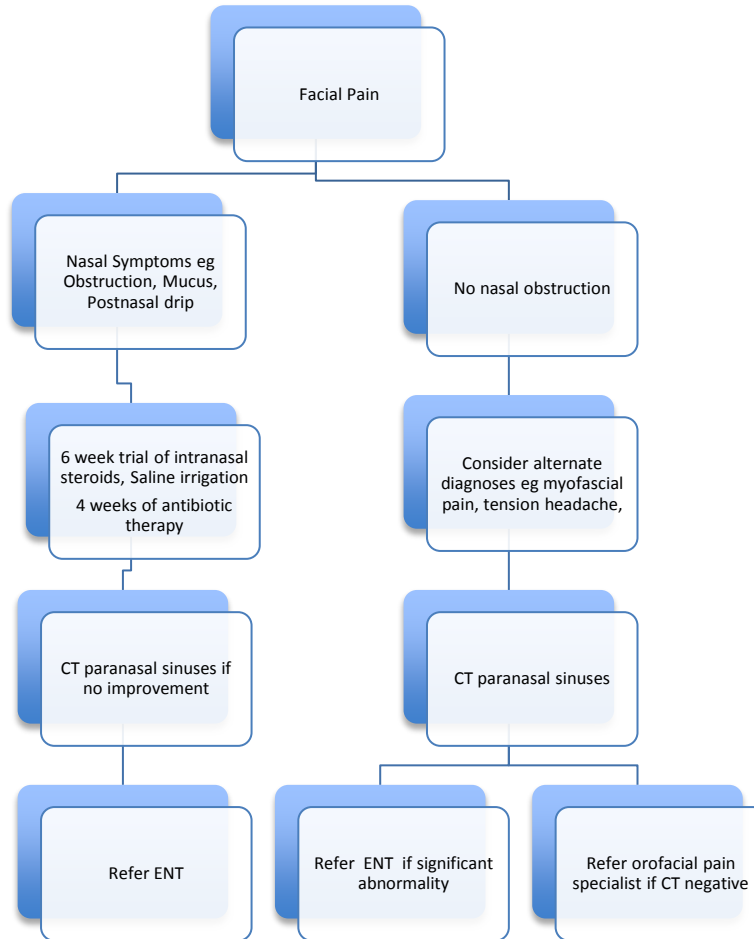 Facial Pain
Nasal Symptoms eg
Obstruction, Mucus,
Postnasal drip
No nasal obstruction
6 week trial of intranasal
steroids, Saline irrigation
4 weeks of antibiotic
therapy
Consider alternate
diagnoses eg myofascial
pain, tension headache,
CT paranasal sinuses if
no improvement
CT paranasal sinuses
Refer ENT
Refer ENT if significant
abnormality
Refer orofacial pain
specialist if CT negative